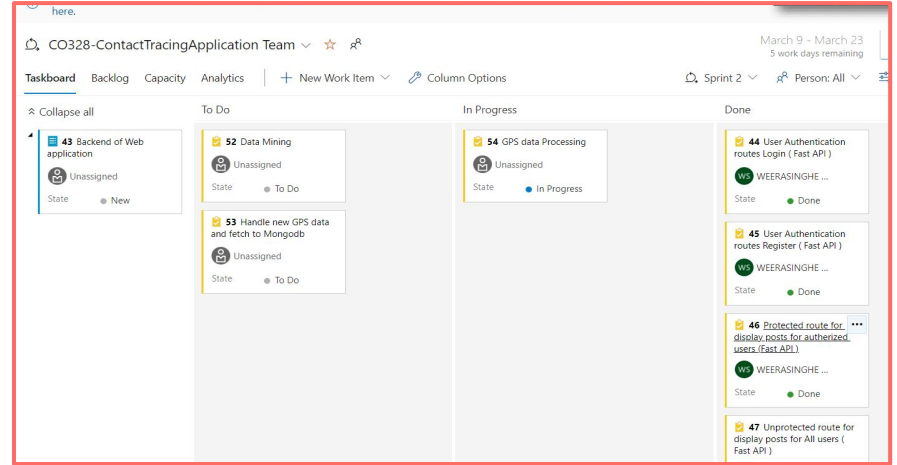 here.
CO328-ContactTracingApplication Team
March 9 - March 23
5 work days remaining
Taskboard Backlog Capacity Analytics New Work Item Column Options Sprint 2 Person: All
Collapse all To Do In Progress Done
43 Backend of Web
application
Unassigned
State New
52 Data Mining
Unassigned
State To Do
53 Handle new GPS data
and fetch to Mongodb
Unassigned
State To Do
54 GPS data Processing
Unassigned
State In Progress
44 User Authentication
routes Login ( Fast API )
WS WEERASINGHE ...
State Done
45 User Authentication
routes Register ( Fast API )
WS WEERASINGHE ...
State Done
46 Protected route for
display posts for autherized
users (Fast API )
WS WEERASINGHE ...
State Done
47 Unprotected route for
display posts for All users (
Fast API )